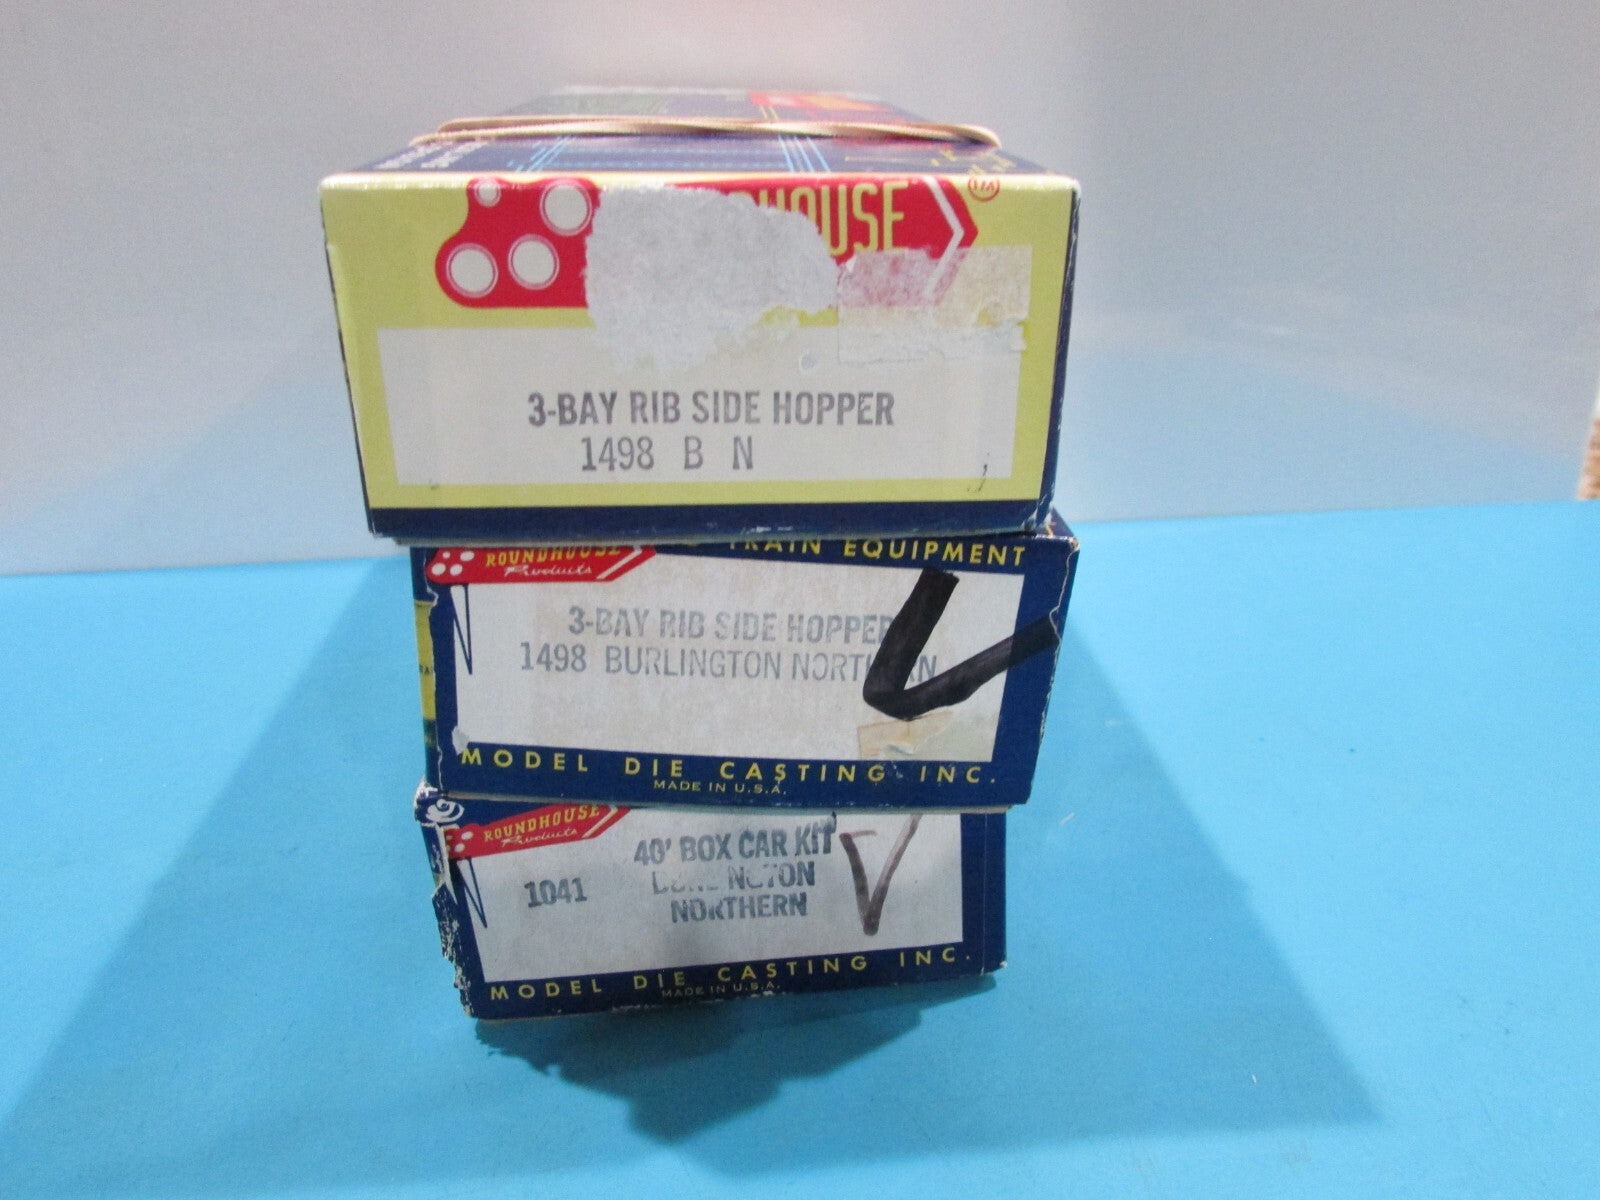 HOUSE
3-BAY RIB SIDE HOPPER
1498 B N
TRAIN EQUIPMENT
ROUNDHOUSE
Products
3-BAY RIB SIDE HOPPER
1498 BURLINGTON NORTHERN
MODEL DIE CASTING INC.
MADE IN U.S.A.
ROUNDHOUSE
Products
40' BOX CAR KIT
1041 BURLINGTON
NORTHERN
MODEL DIE CASTING INC.
MADE IN U.S.A.